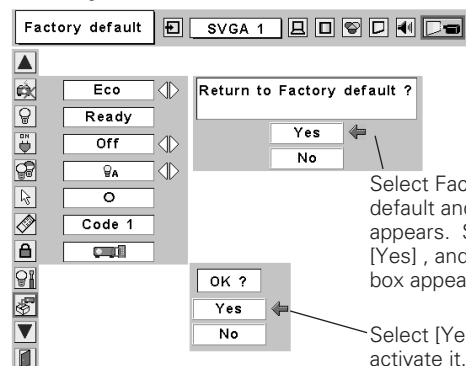 Factory default
SVGA 1
Eco
Ready
ON
Off
A
Code 1
Return to Factory default ?
Yes
No
Select Fac
default and
appears. S
[Yes] , and
box appea
OK ?
Yes
No
Select [Ye
activate it.